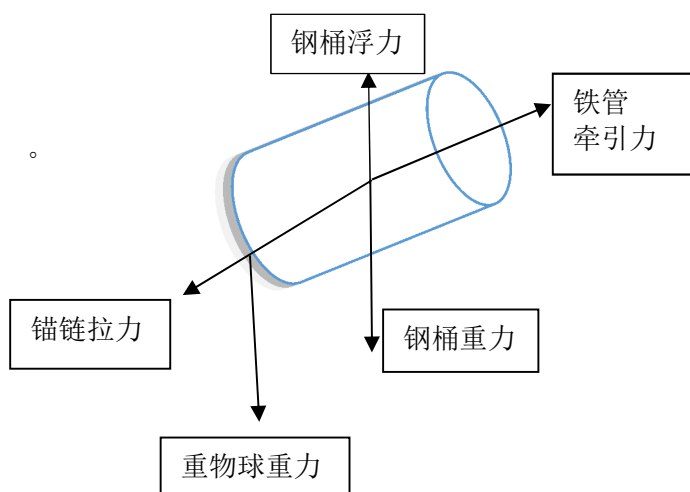 钢桶浮力
铁管
牵引力
。
锚链拉力
钢桶重力
重物球重力